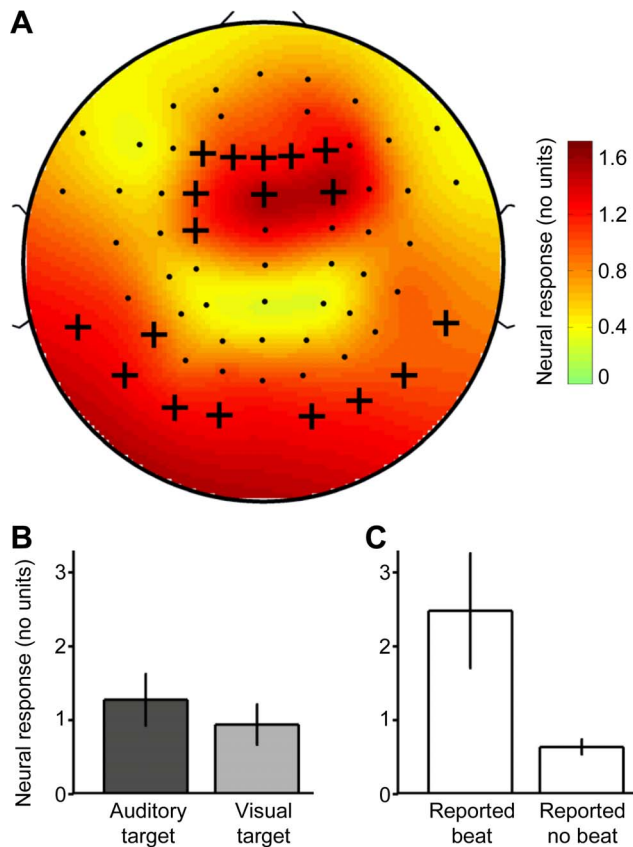 A
Neural response (no units)
1.6
1.2
0.8
0.4
0
B
Neural response (no units)
3
2
1
0
Auditory
target
Visual
target
C
3
2
1
0
Reported
beat
Reported
no beat